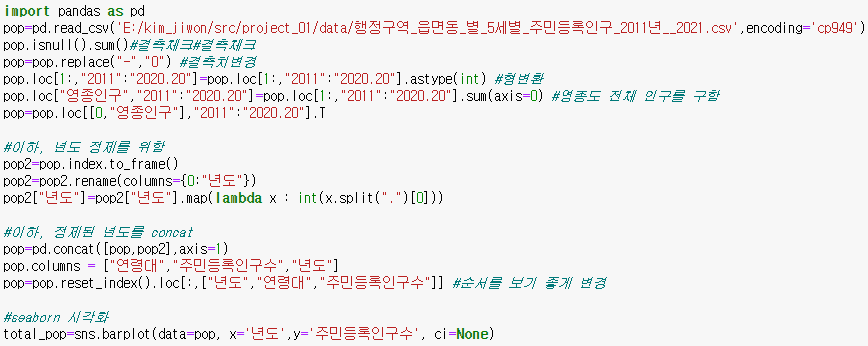 import pandas as pd
pop=pd.read_csv('E:/kim_jiwon/src/project_01/data/행정구역_읍면동_별_5세별_주민등록인구_2011년__2021.csv',encoding='cp949')
pop.isnull().sum()#결측체크#결측체크
pop=pop.replace("-","0") #결측치변경
pop.loc[1:,"2011":"2020.20"]=pop.loc[1:,"2011":"2020.20"].astype(int) #형변환
pop.loc["영종인구","2011":"2020.20"]=pop.loc[1:,"2011":"2020.20"].sum(axis=0) #영종도 전체 인구를 구함
pop=pop.loc[[0,"영종인구"],"2011":"2020.20"].T
#이하, 년도 정제를 위함
pop2=pop.index.to_frame()
pop2=pop2.rename(columns={0:"년도"})
pop2["년도"]=pop2["년도"].map(lambda x : int(x.split(".")[0]))
#이하, 정제된 년도를 concat
pop=pd.concat([pop,pop2],axis=1)
pop.columns = ["연령대","주민등록인구수","년도"]
pop=pop.reset_index().loc[:,["년도","연령대","주민등록인구수"]] #순서를 보기 좋게 변경
#seaborn 시각화
total_pop=sns.barplot(data=pop, x='년도',y='주민등록인구수', ci=None)